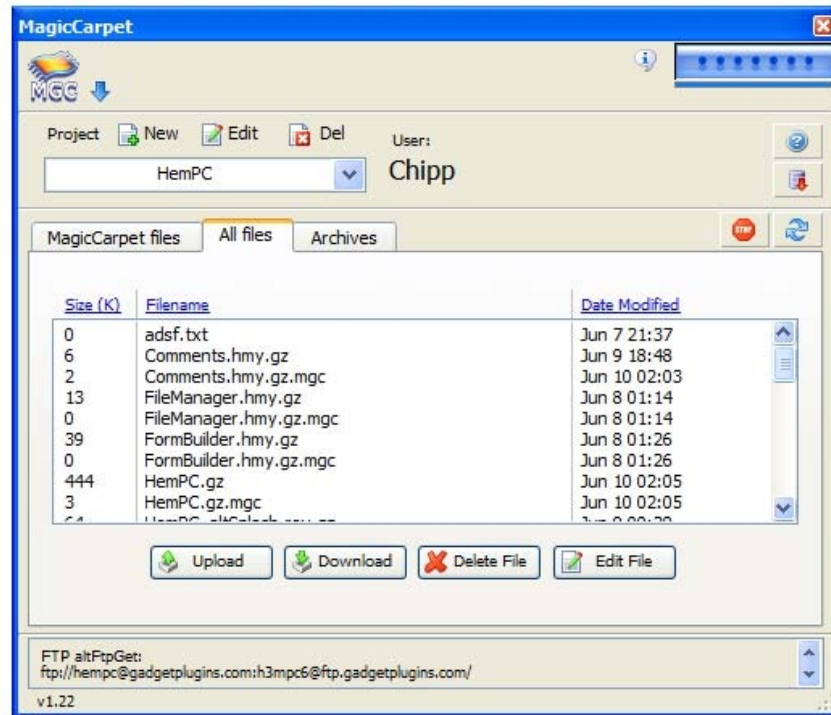 MagicCarpet
MGC
Project New Edit Del
User:
HemPC
Chipp
MagicCarpet files All files Archives
STOP
Size (K) Filename Date Modified
0 adsf.txt Jun 7 21:37
6 Comments.hmy.gz Jun 9 18:48
2 Comments.hmy.gz.mgc Jun 10 02:03
13 FileManager.hmy.gz Jun 8 01:14
0 FileManager.hmy.gz.mgc Jun 8 01:14
39 FormBuilder.hmy.gz Jun 8 01:26
0 FormBuilder.hmy.gz.mgc Jun 8 01:26
444 HemPC.gz Jun 10 02:05
3 HemPC.gz.mgc Jun 10 02:05
Upload Download Delete File Edit File
FTP altFtpGet:
ftp://hempc@gadgetplugins.com:h3mpc6@ftp.gadgetplugins.com/
v1.22